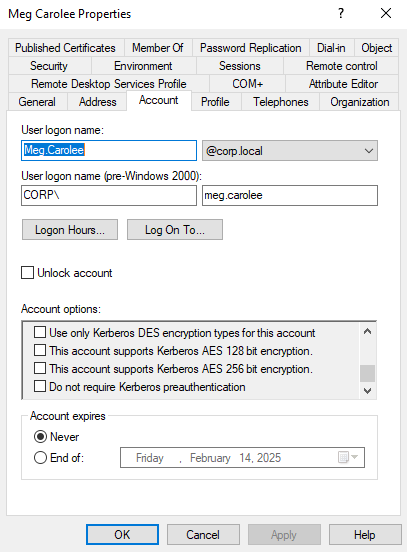 Meg Carolee Properties ? ×
Published Certificates Member Of Password Replication Dial-in Object
Security Environment Sessions Remote control
Remote Desktop Services Profile COM+ Attribute Editor
General Address Account Profile Telephones Organization
User logon name:
Meg.Carolee @corp.local
User logon name (pre-Windows 2000):
CORP\ meg.carolee
Logon Hours... Log On To...
Unlock account
Account options:
Use only Kerberos DES encryption types for this account
This account supports Kerberos AES 128 bit encryption.
This account supports Kerberos AES 256 bit encryption.
Do not require Kerberos preauthentication
Account expires
Never
End of: Friday , February 14, 2025
OK Cancel Apply Help